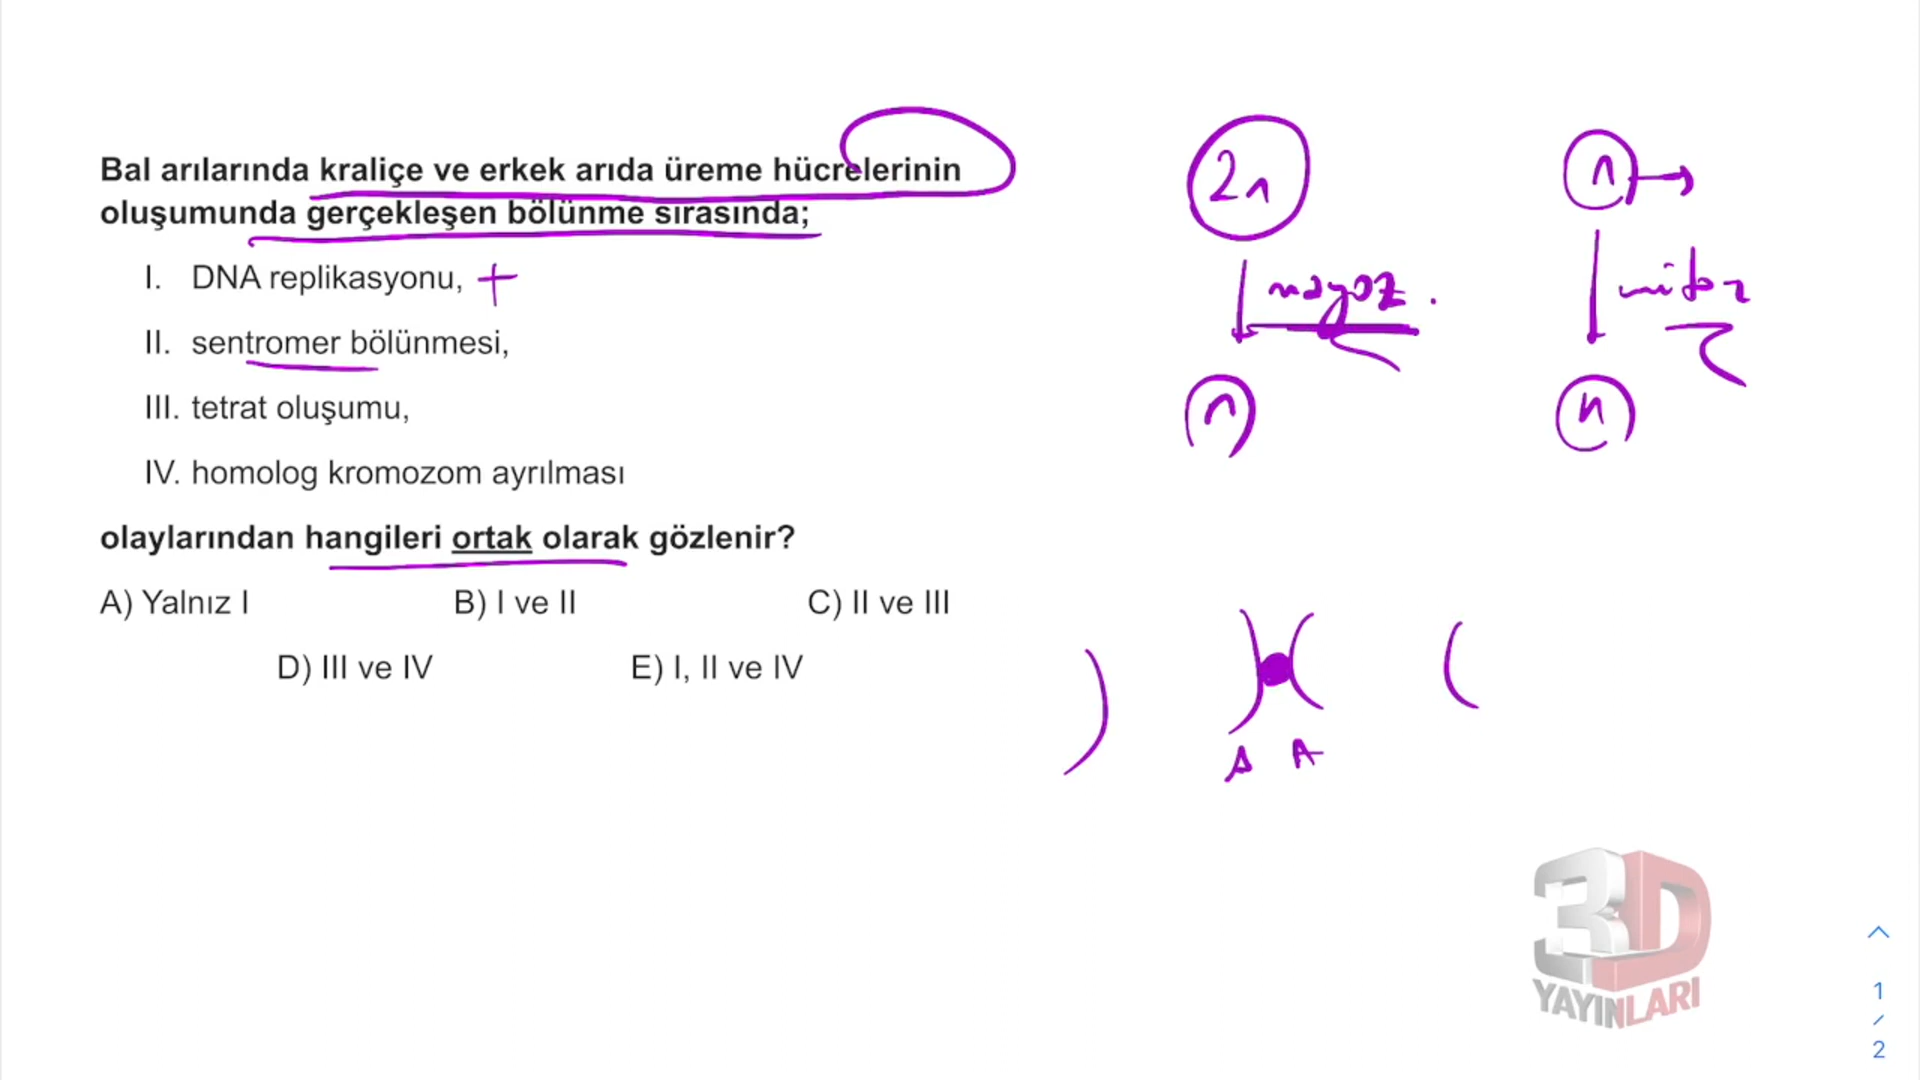 Bal arılarında kraliçe ve erkek arıda üreme hücrelerinin
oluşumunda gerçekleşen bölünme sırasında;
I. DNA replikasyonu, +
II. sentromer bölünmesi,
III. tetrat oluşumu,
IV. homolog kromozom ayrılması
olaylarından hangileri ortak olarak gözlenir?
A) Yalnız I B) I ve II C) II ve III
D) III ve IV E) I, II ve IV
2n n
mayoz. mitoz
n n
A A
3D
YAYINLARI
1
/
2